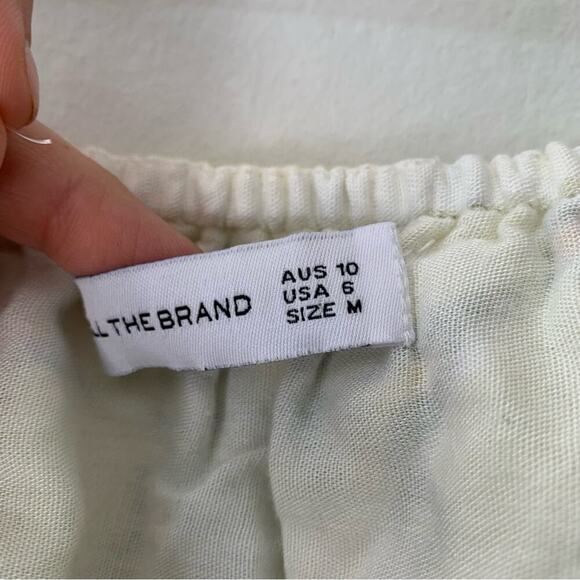 LL THE BRAND
AUS 10
USA 6
SIZE M